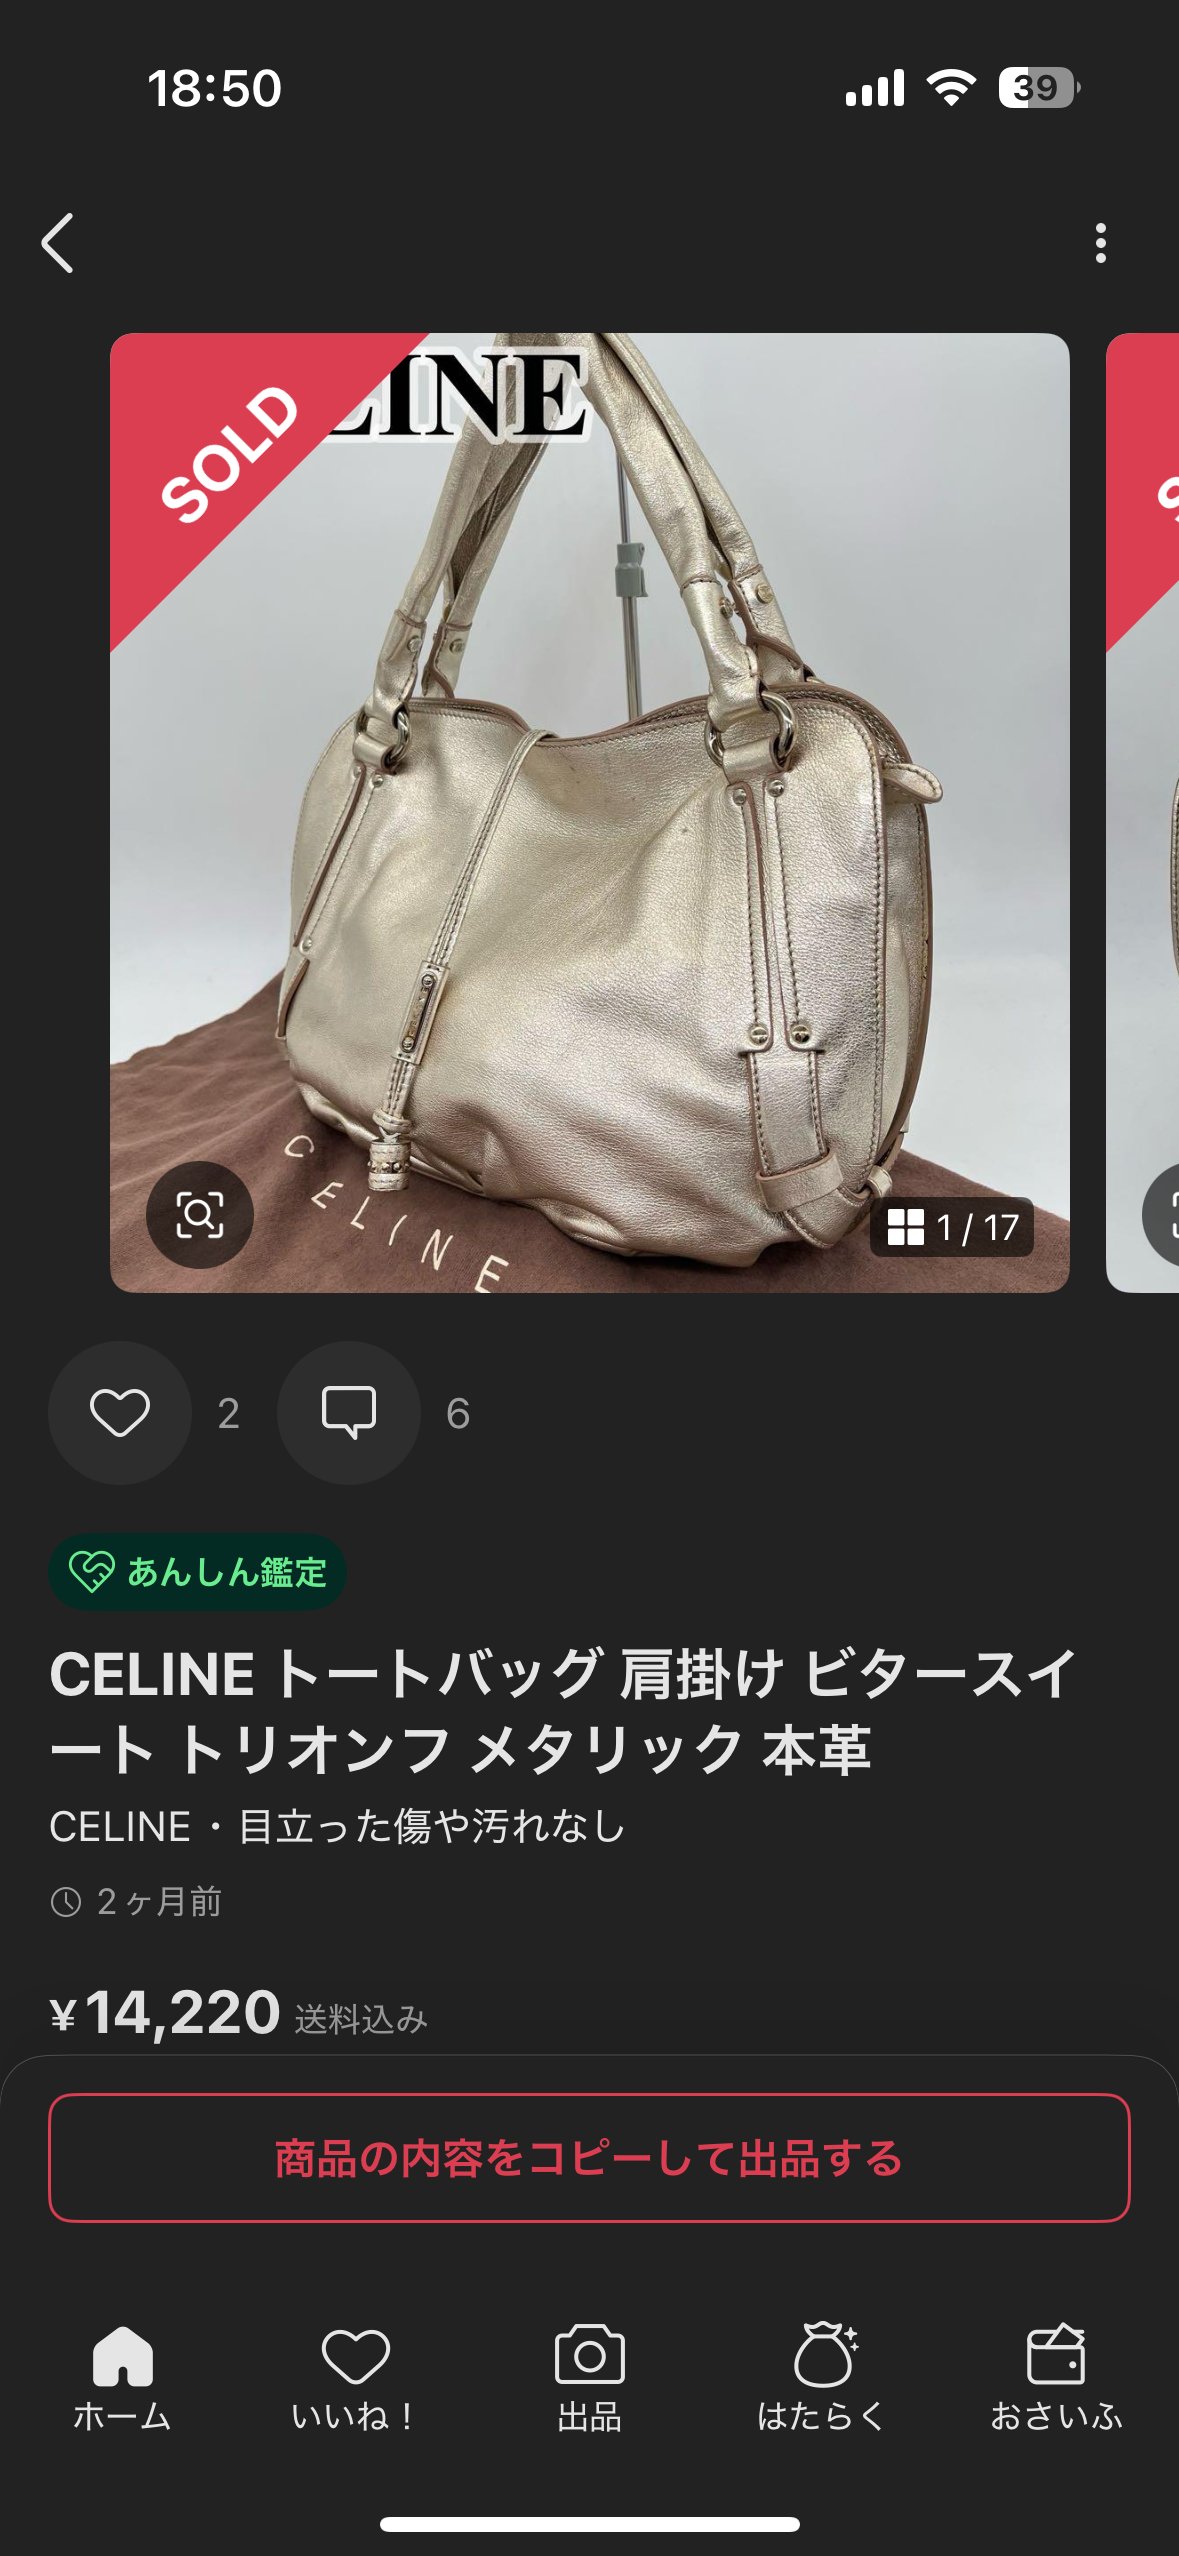 18:50
39
SOLD
LINE
CELINE
1 / 17
2
6
あんしん鑑定
CELINE トートバッグ 肩掛け ビタースイ
ート トリオンフ メタリック 本革
CELINE・目立った傷や汚れなし
2ヶ月前
¥14,220 送料込み
商品の内容をコピーして出品する
ホーム
いいね！
出品
はたらく
おさいふ